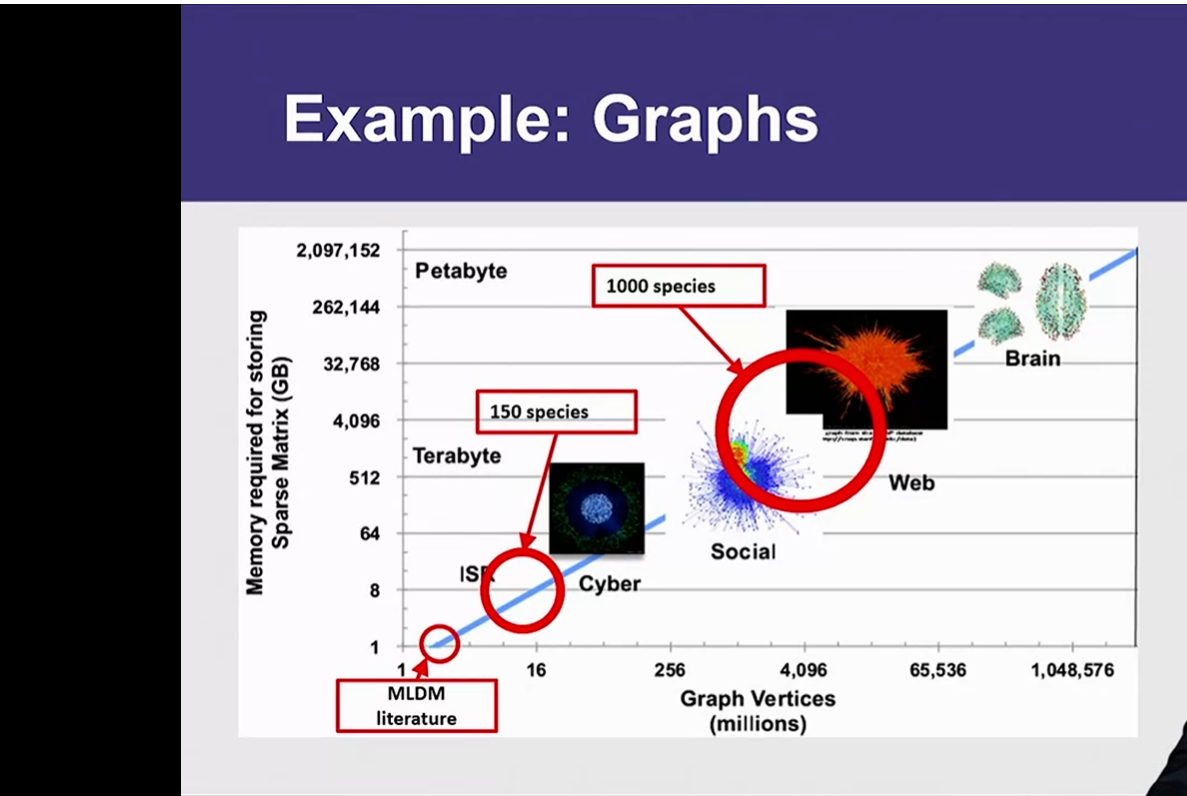 Example: Graphs
2,097,152
Petabyte
1000 species
262,144
32,768
Brain
150 species
4,096
Terabyte
512
Web
64
Social
ISR
Cyber
8
1
Memory required for storing
Sparse Matrix (GB)
1
16
256
4,096
65,536
1,048,576
MLDM
literature
Graph Vertices
(millions)